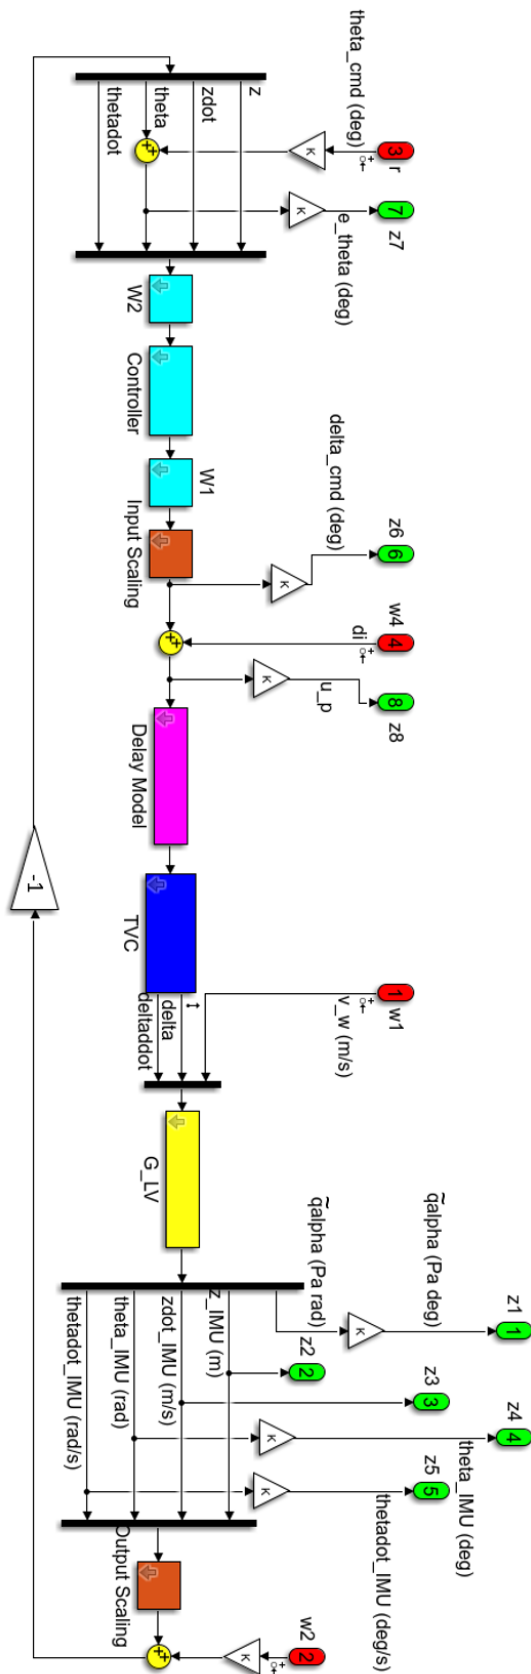 theta_cmd (deg)
3
r
K
z
zdot
theta
thetadot
++
7
z7
K
e_theta (deg)
W2
Controller
W1
Input Scaling
delta_cmd (deg)
z6
6
K
w4
4
di
++
u_p
K
8
z8
Delay Model
TVC
delta
deltaddot
1
w1
v_w (m/s)
-1
G_LV
q̃alpha (Pa rad)
K
q̃alpha (Pa deg)
z1
1
z_IMU (m)
z2
2
zdot_IMU (m/s)
z3
3
theta_IMU (rad)
K
z4
4
theta_IMU (deg)
thetadot_IMU (rad/s)
K
z5
5
thetadot_IMU (deg/s)
Output Scaling
w2
2
K
++